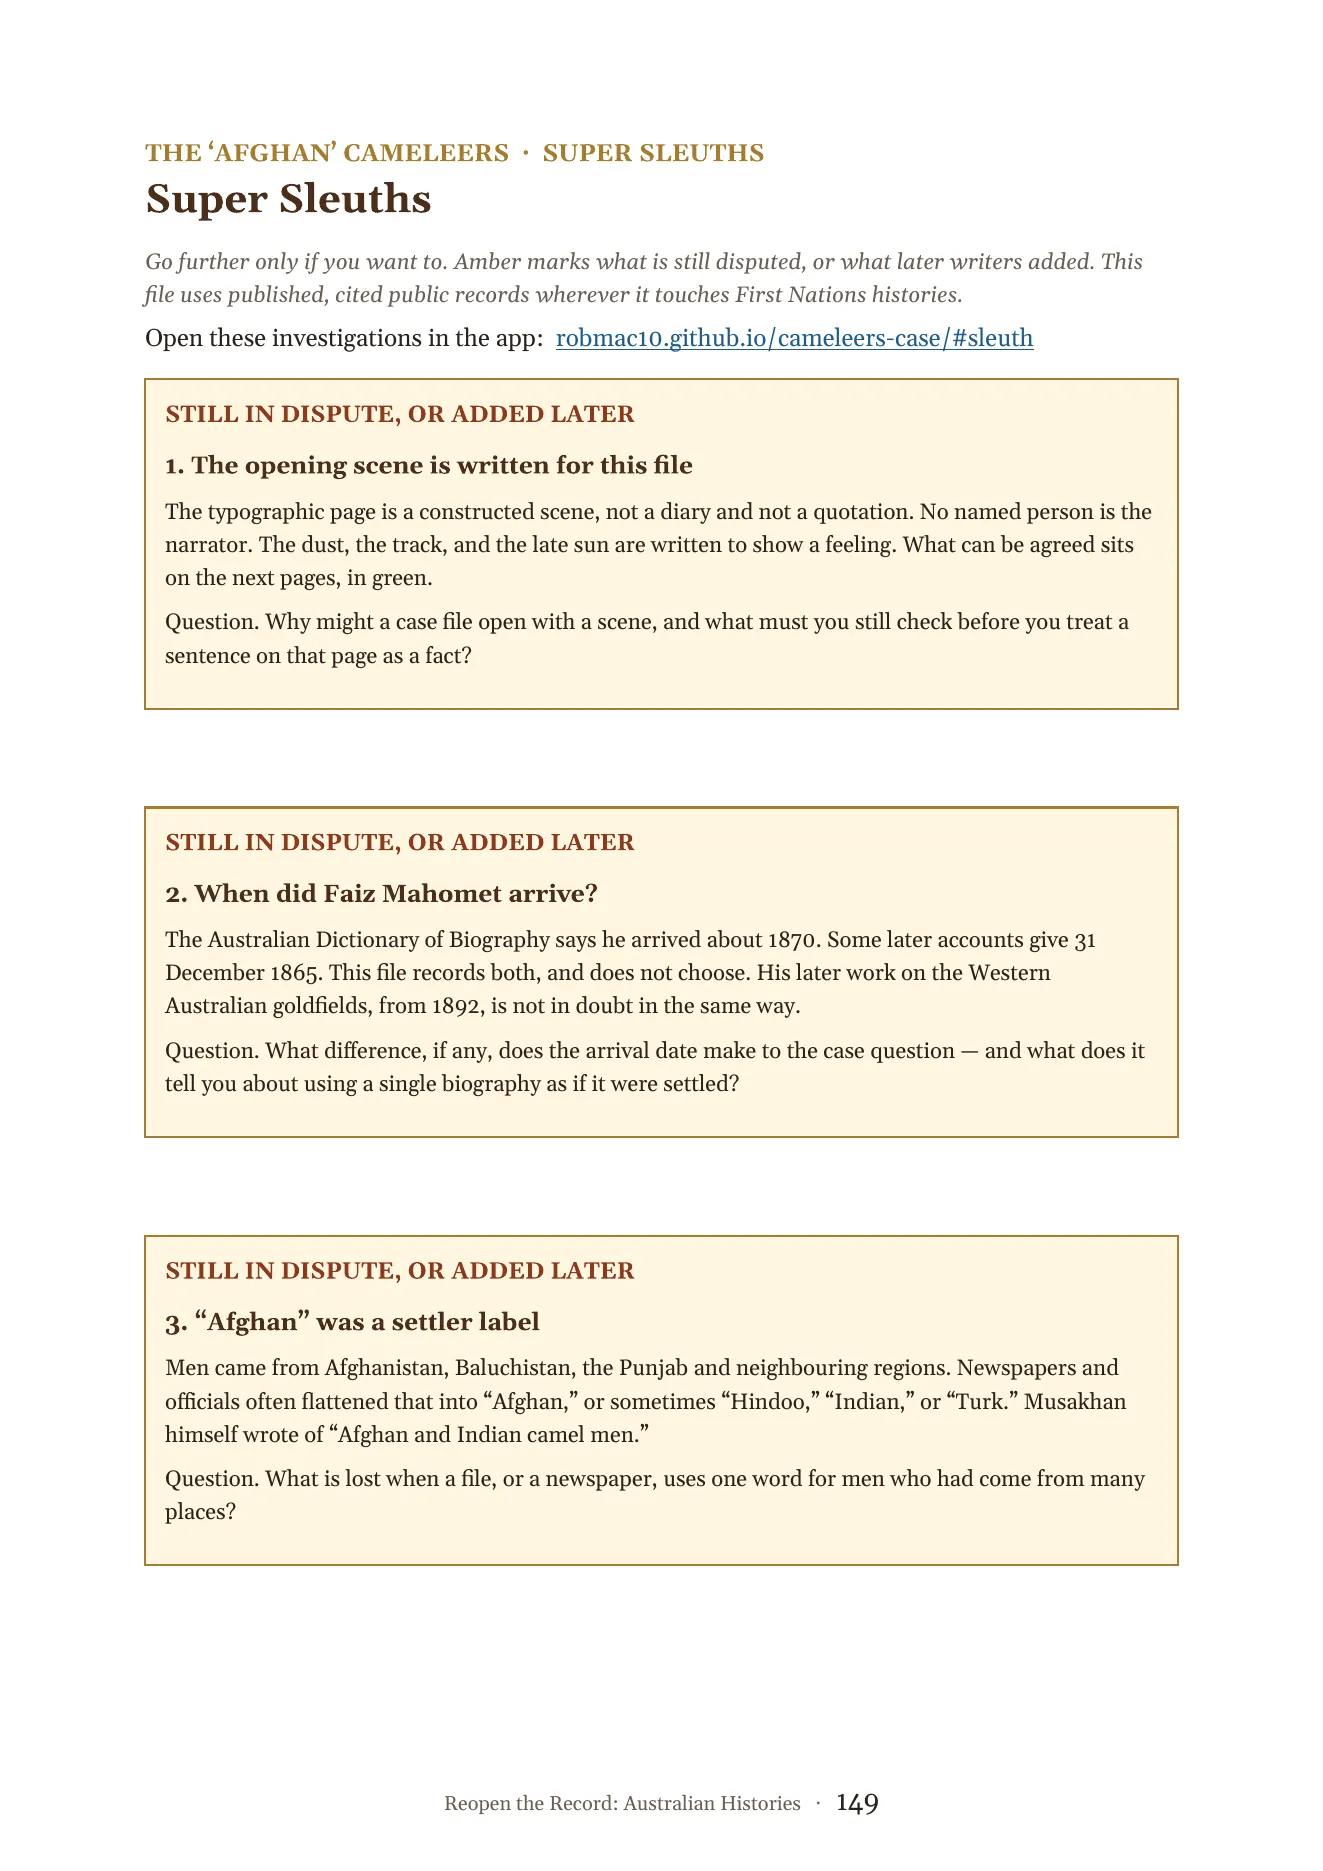 THE ‘AFGHAN’ CAMELEERS · SUPER SLEUTHS
Super Sleuths
Go further only if you want to. Amber marks what is still disputed, or what later writers added. This
file uses published, cited public records wherever it touches First Nations histories.
Open these investigations in the app: robmac10.github.io/cameleers-case/#sleuth
STILL IN DISPUTE, OR ADDED LATER
1. The opening scene is written for this file
The typographic page is a constructed scene, not a diary and not a quotation. No named person is the
narrator. The dust, the track, and the late sun are written to show a feeling. What can be agreed sits
on the next pages, in green.
Question. Why might a case file open with a scene, and what must you still check before you treat a
sentence on that page as a fact?
STILL IN DISPUTE, OR ADDED LATER
2. When did Faiz Mahomet arrive?
The Australian Dictionary of Biography says he arrived about 1870. Some later accounts give 31
December 1865. This file records both, and does not choose. His later work on the Western
Australian goldfields, from 1892, is not in doubt in the same way.
Question. What difference, if any, does the arrival date make to the case question — and what does it
tell you about using a single biography as if it were settled?
STILL IN DISPUTE, OR ADDED LATER
3. “Afghan” was a settler label
Men came from Afghanistan, Baluchistan, the Punjab and neighbouring regions. Newspapers and
officials often flattened that into “Afghan,” or sometimes “Hindoo,” “Indian,” or “Turk.” Musakhan
himself wrote of “Afghan and Indian camel men.”
Question. What is lost when a file, or a newspaper, uses one word for men who had come from many
places?
Reopen the Record: Australian Histories · 149